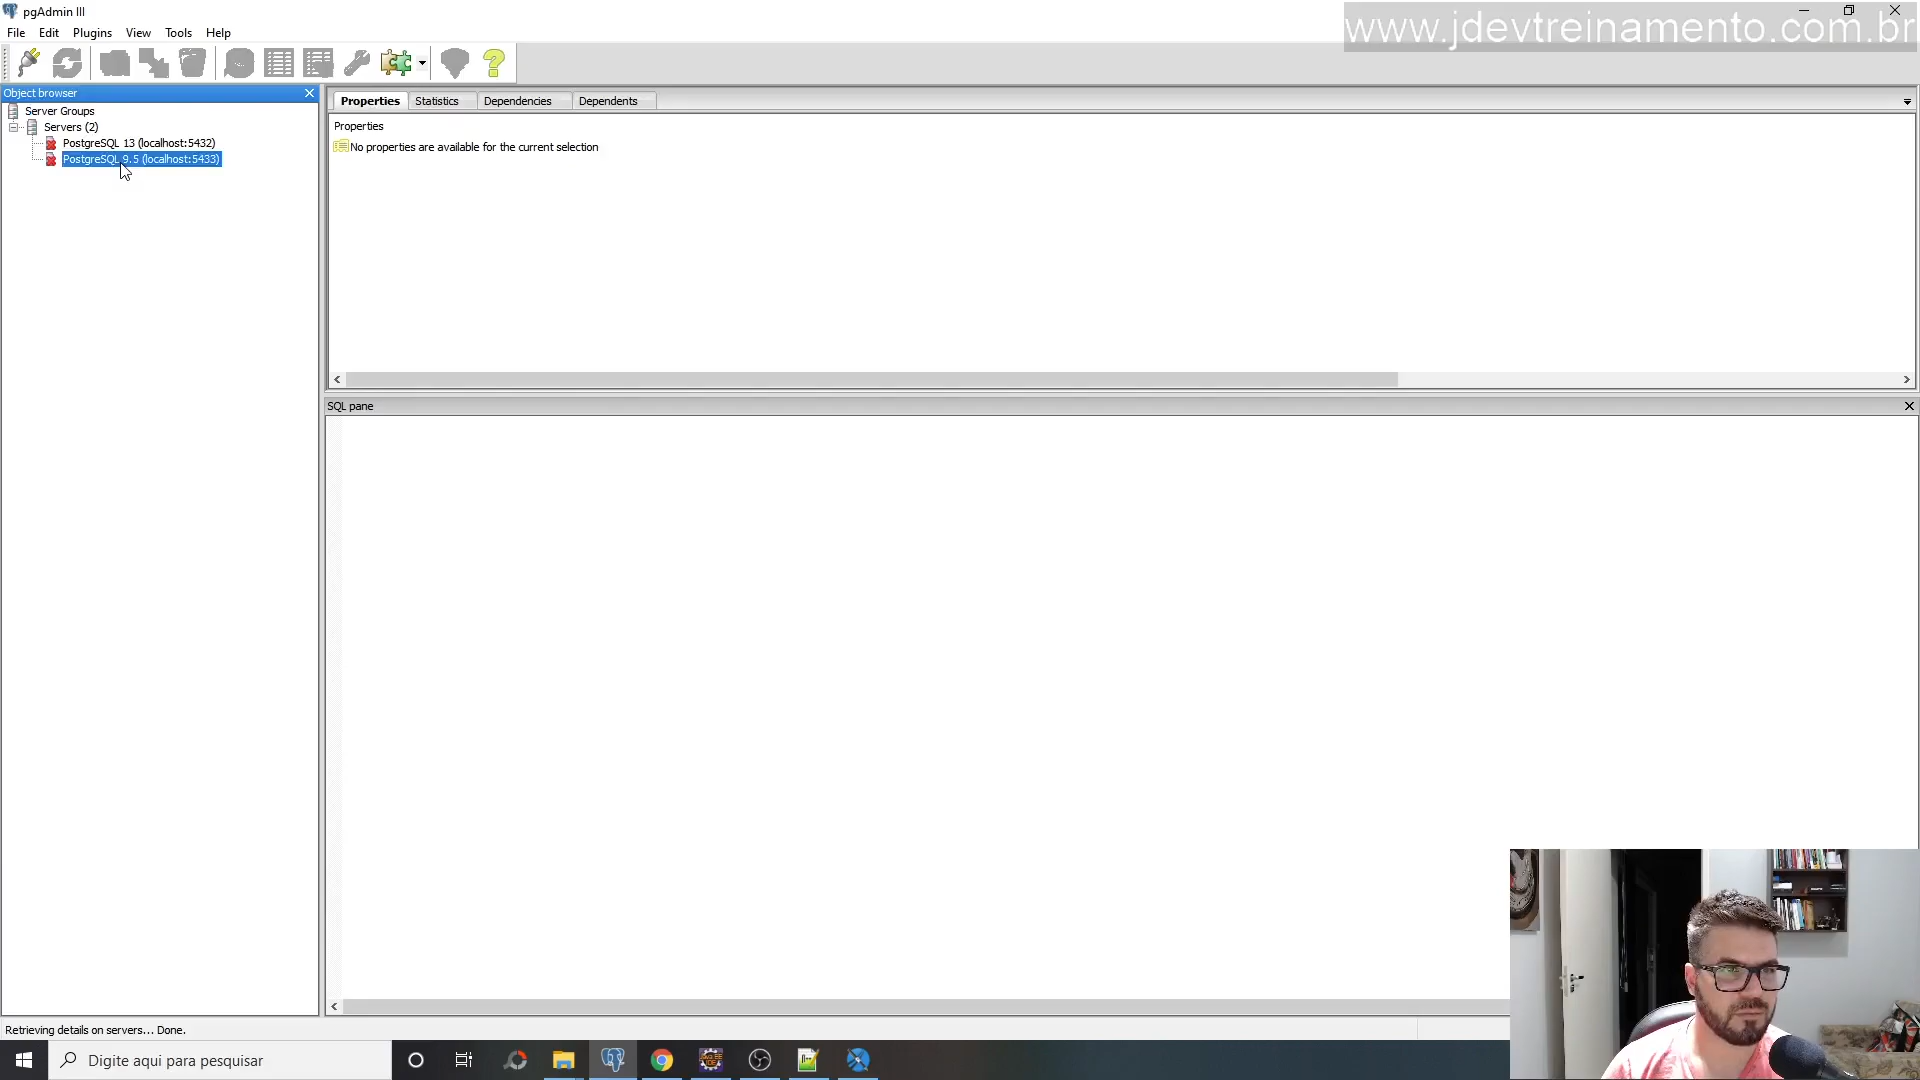 pgAdmin III
www.jdevtreinamento.com.br
File Edit Plugins View Tools Help
Object browser
Server Groups
Servers (2)
PostgreSQL 13 (localhost:5432)
PostgreSQL 9.5 (localhost:5433)
Properties Statistics Dependencies Dependents
Properties
No properties are available for the current selection
SQL pane
Retrieving details on servers... Done.
Digite aqui para pesquisar